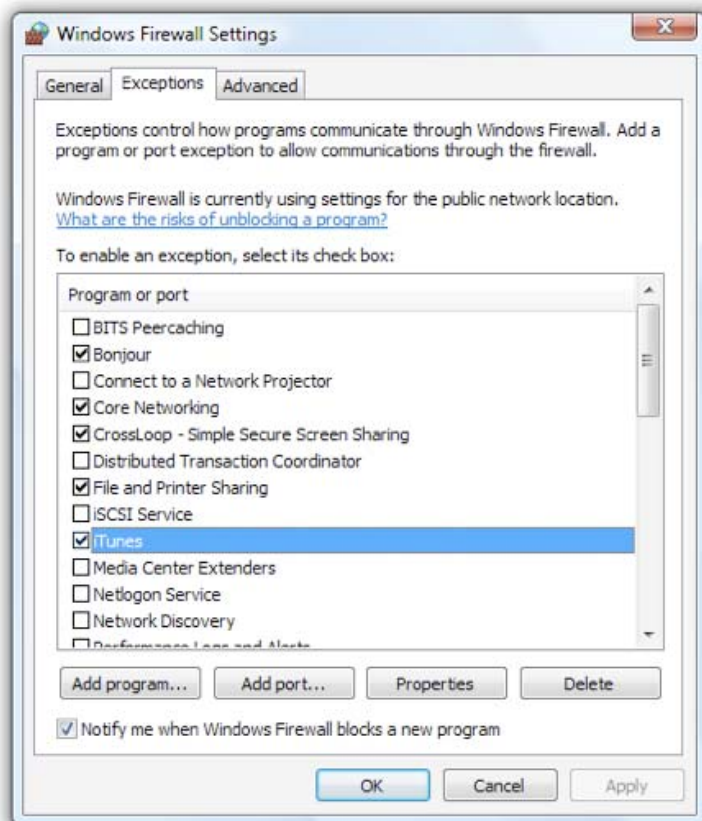 Windows Firewall Settings
General Exceptions Advanced
Exceptions control how programs communicate through Windows Firewall. Add a
program or port exception to allow communications through the firewall.
Windows Firewall is currently using settings for the public network location.
What are the risks of unblocking a program?
To enable an exception, select its check box:
Program or port
BITS Peercaching
Bonjour
Connect to a Network Projector
Core Networking
CrossLoop - Simple Secure Screen Sharing
Distributed Transaction Coordinator
File and Printer Sharing
iSCSI Service
iTunes
Media Center Extenders
Netlogon Service
Network Discovery
Performance Logs and Alerts
Add program... Add port... Properties Delete
Notify me when Windows Firewall blocks a new program
OK Cancel Apply